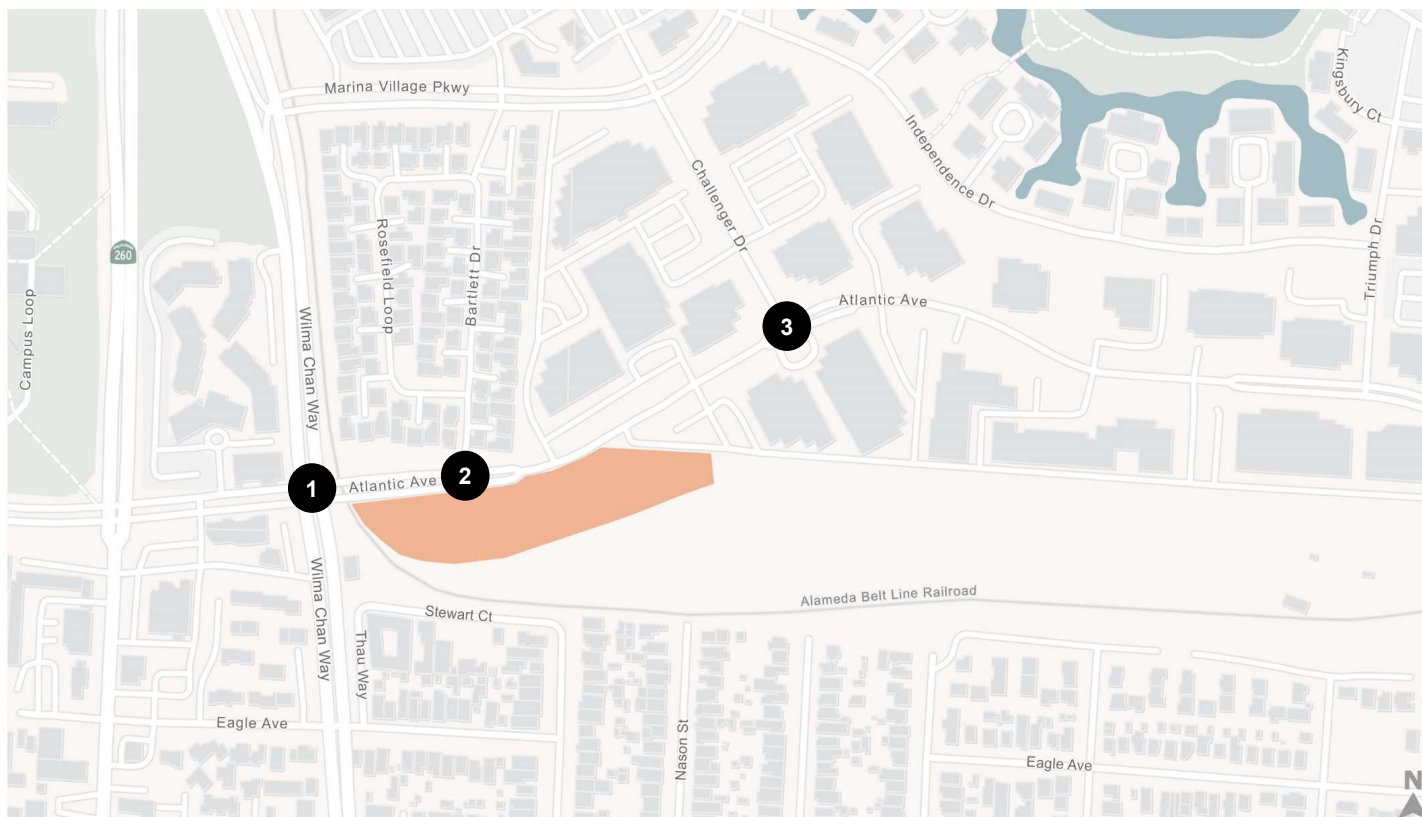 Marina Village Pkwy
Kingsbury Ct
Independence Dr
Challenger Dr
CALIFORNIA
260
Rosefield Loop
Bartlett Dr
Triumph Dr
Campus Loop
Wilma Chan Way
Atlantic Ave
3
1
Atlantic Ave
2
Alameda Belt Line Railroad
Wilma Chan Way
Stewart Ct
Thau Way
Eagle Ave
Nason St
Eagle Ave
N